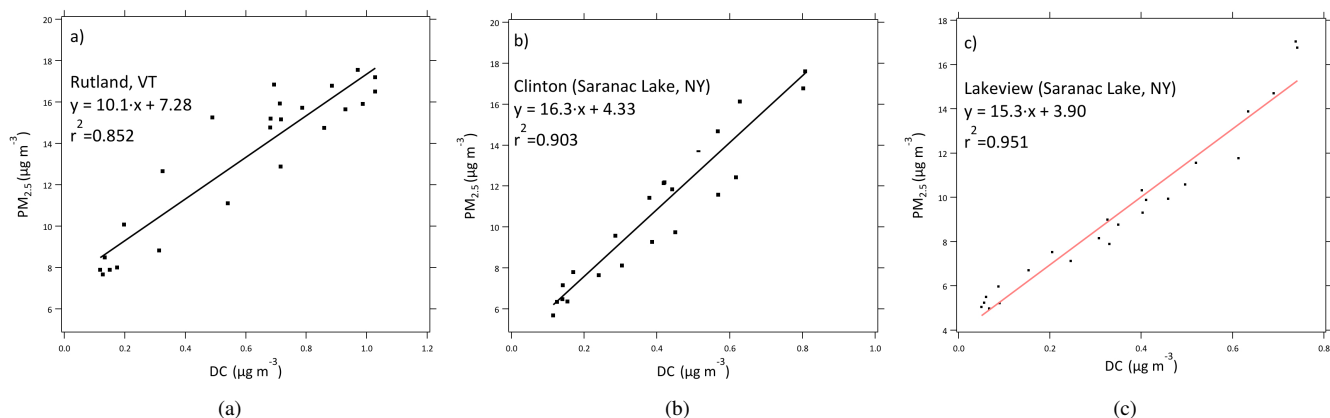 a)
Rutland, VT
y = 10.1·x + 7.28
r²=0.852
PM₂.₅ (µg m⁻³)
20
18
16
14
12
10
8
6
0.0 0.2 0.4 0.6 0.8 1.0 1.2
DC (µg m⁻³)
(a)
b)
Clinton (Saranac Lake, NY)
y = 16.3·x + 4.33
r²=0.903
PM₂.₅ (µg m⁻³)
20
18
16
14
12
10
8
6
0.0 0.2 0.4 0.6 0.8 1.0
DC (µg m⁻³)
(b)
c)
Lakeview (Saranac Lake, NY)
y = 15.3·x + 3.90
r²=0.951
PM₂.₅ (µg m⁻³)
18
16
14
12
10
8
6
4
0.0 0.2 0.4 0.6 0.8
DC (µg m⁻³)
(c)